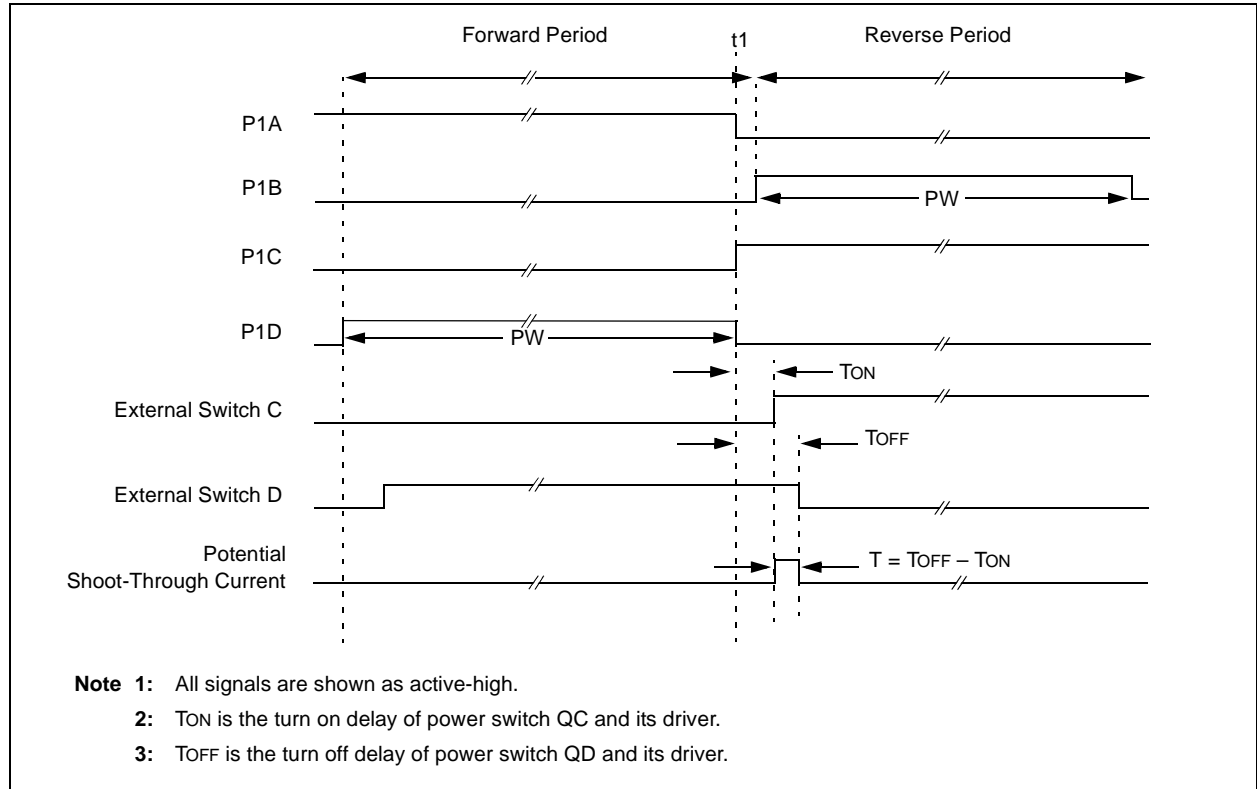 Forward Period
t1
Reverse Period
P1A
P1B
PW
P1C
P1D
PW
TON
External Switch C
TOFF
External Switch D
Potential
Shoot-Through Current
T = TOFF – TON
Note 1: All signals are shown as active-high.
2: TON is the turn on delay of power switch QC and its driver.
3: TOFF is the turn off delay of power switch QD and its driver.